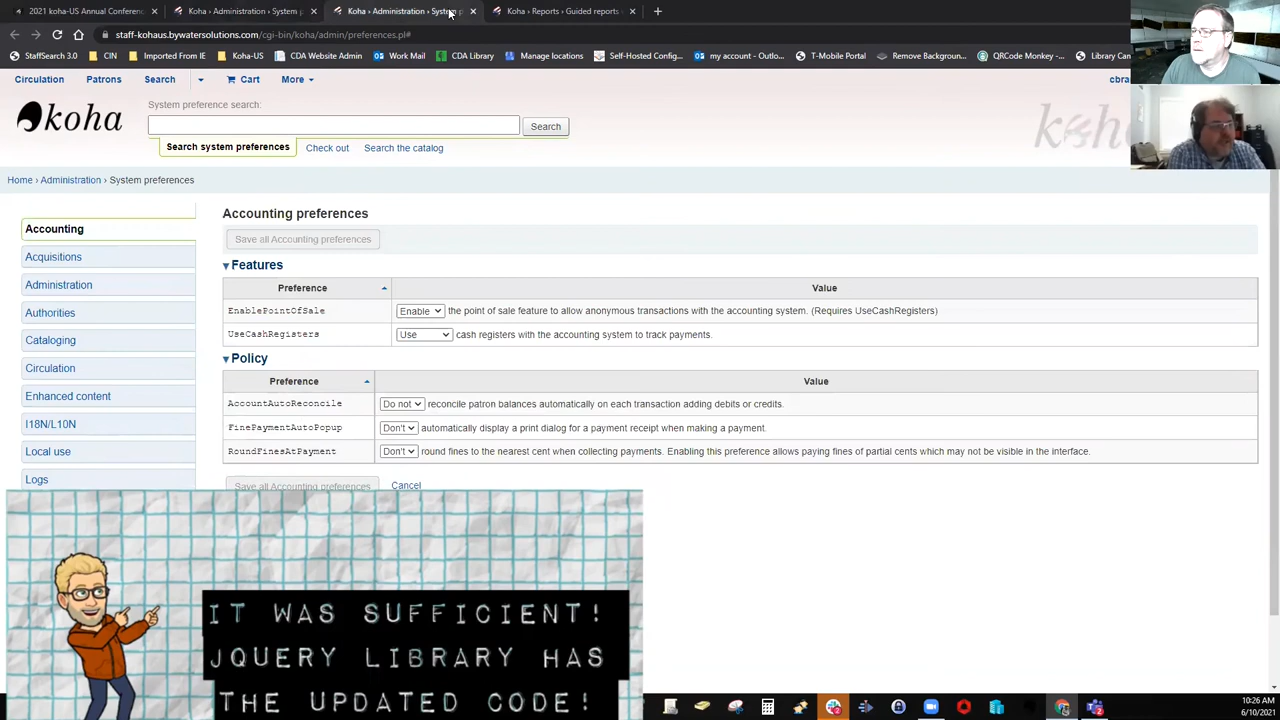 2021 koha-US Annual Conferen
Koha › Administration › System p
Koha › Administration › System p
Koha › Reports › Guided reports
staff-kohaus.bywatersolutions.com/cgi-bin/koha/admin/preferences.pl#
StaffSearch 3.0
CIN
Imported From IE
Koha-US
CDA Website Admin
Work Mail
CDA Library
Manage locations
Self-Hosted Config...
my account - Outloo...
T-Mobile Portal
Remove Background...
QRCode Monkey -...
Library Can
Circulation
Patrons
Search
Cart
More
cbra
koha
System preference search:
Search
Search system preferences
Check out
Search the catalog
koha
Home › Administration › System preferences
Accounting
Acquisitions
Administration
Authorities
Cataloging
Circulation
Enhanced content
I18N/L10N
Local use
Logs
Accounting preferences
Save all Accounting preferences
Features
Preference Value
EnablePointOfSale Enable the point of sale feature to allow anonymous transactions with the accounting system. (Requires UseCashRegisters)
UseCashRegisters Use cash registers with the accounting system to track payments.
Policy
Preference Value
AccountAutoReconcile Do not reconcile patron balances automatically on each transaction adding debits or credits.
FinePaymentAutoPopup Don't automatically display a print dialog for a payment receipt when making a payment.
RoundFinesAtPayment Don't round fines to the nearest cent when collecting payments. Enabling this preference allows paying fines of partial cents which may not be visible in the interface.
Save all Accounting preferences Cancel
IT WAS SUFFICIENT!
JQUERY LIBRARY HAS
THE UPDATED CODE!
10:26 AM
6/10/2021